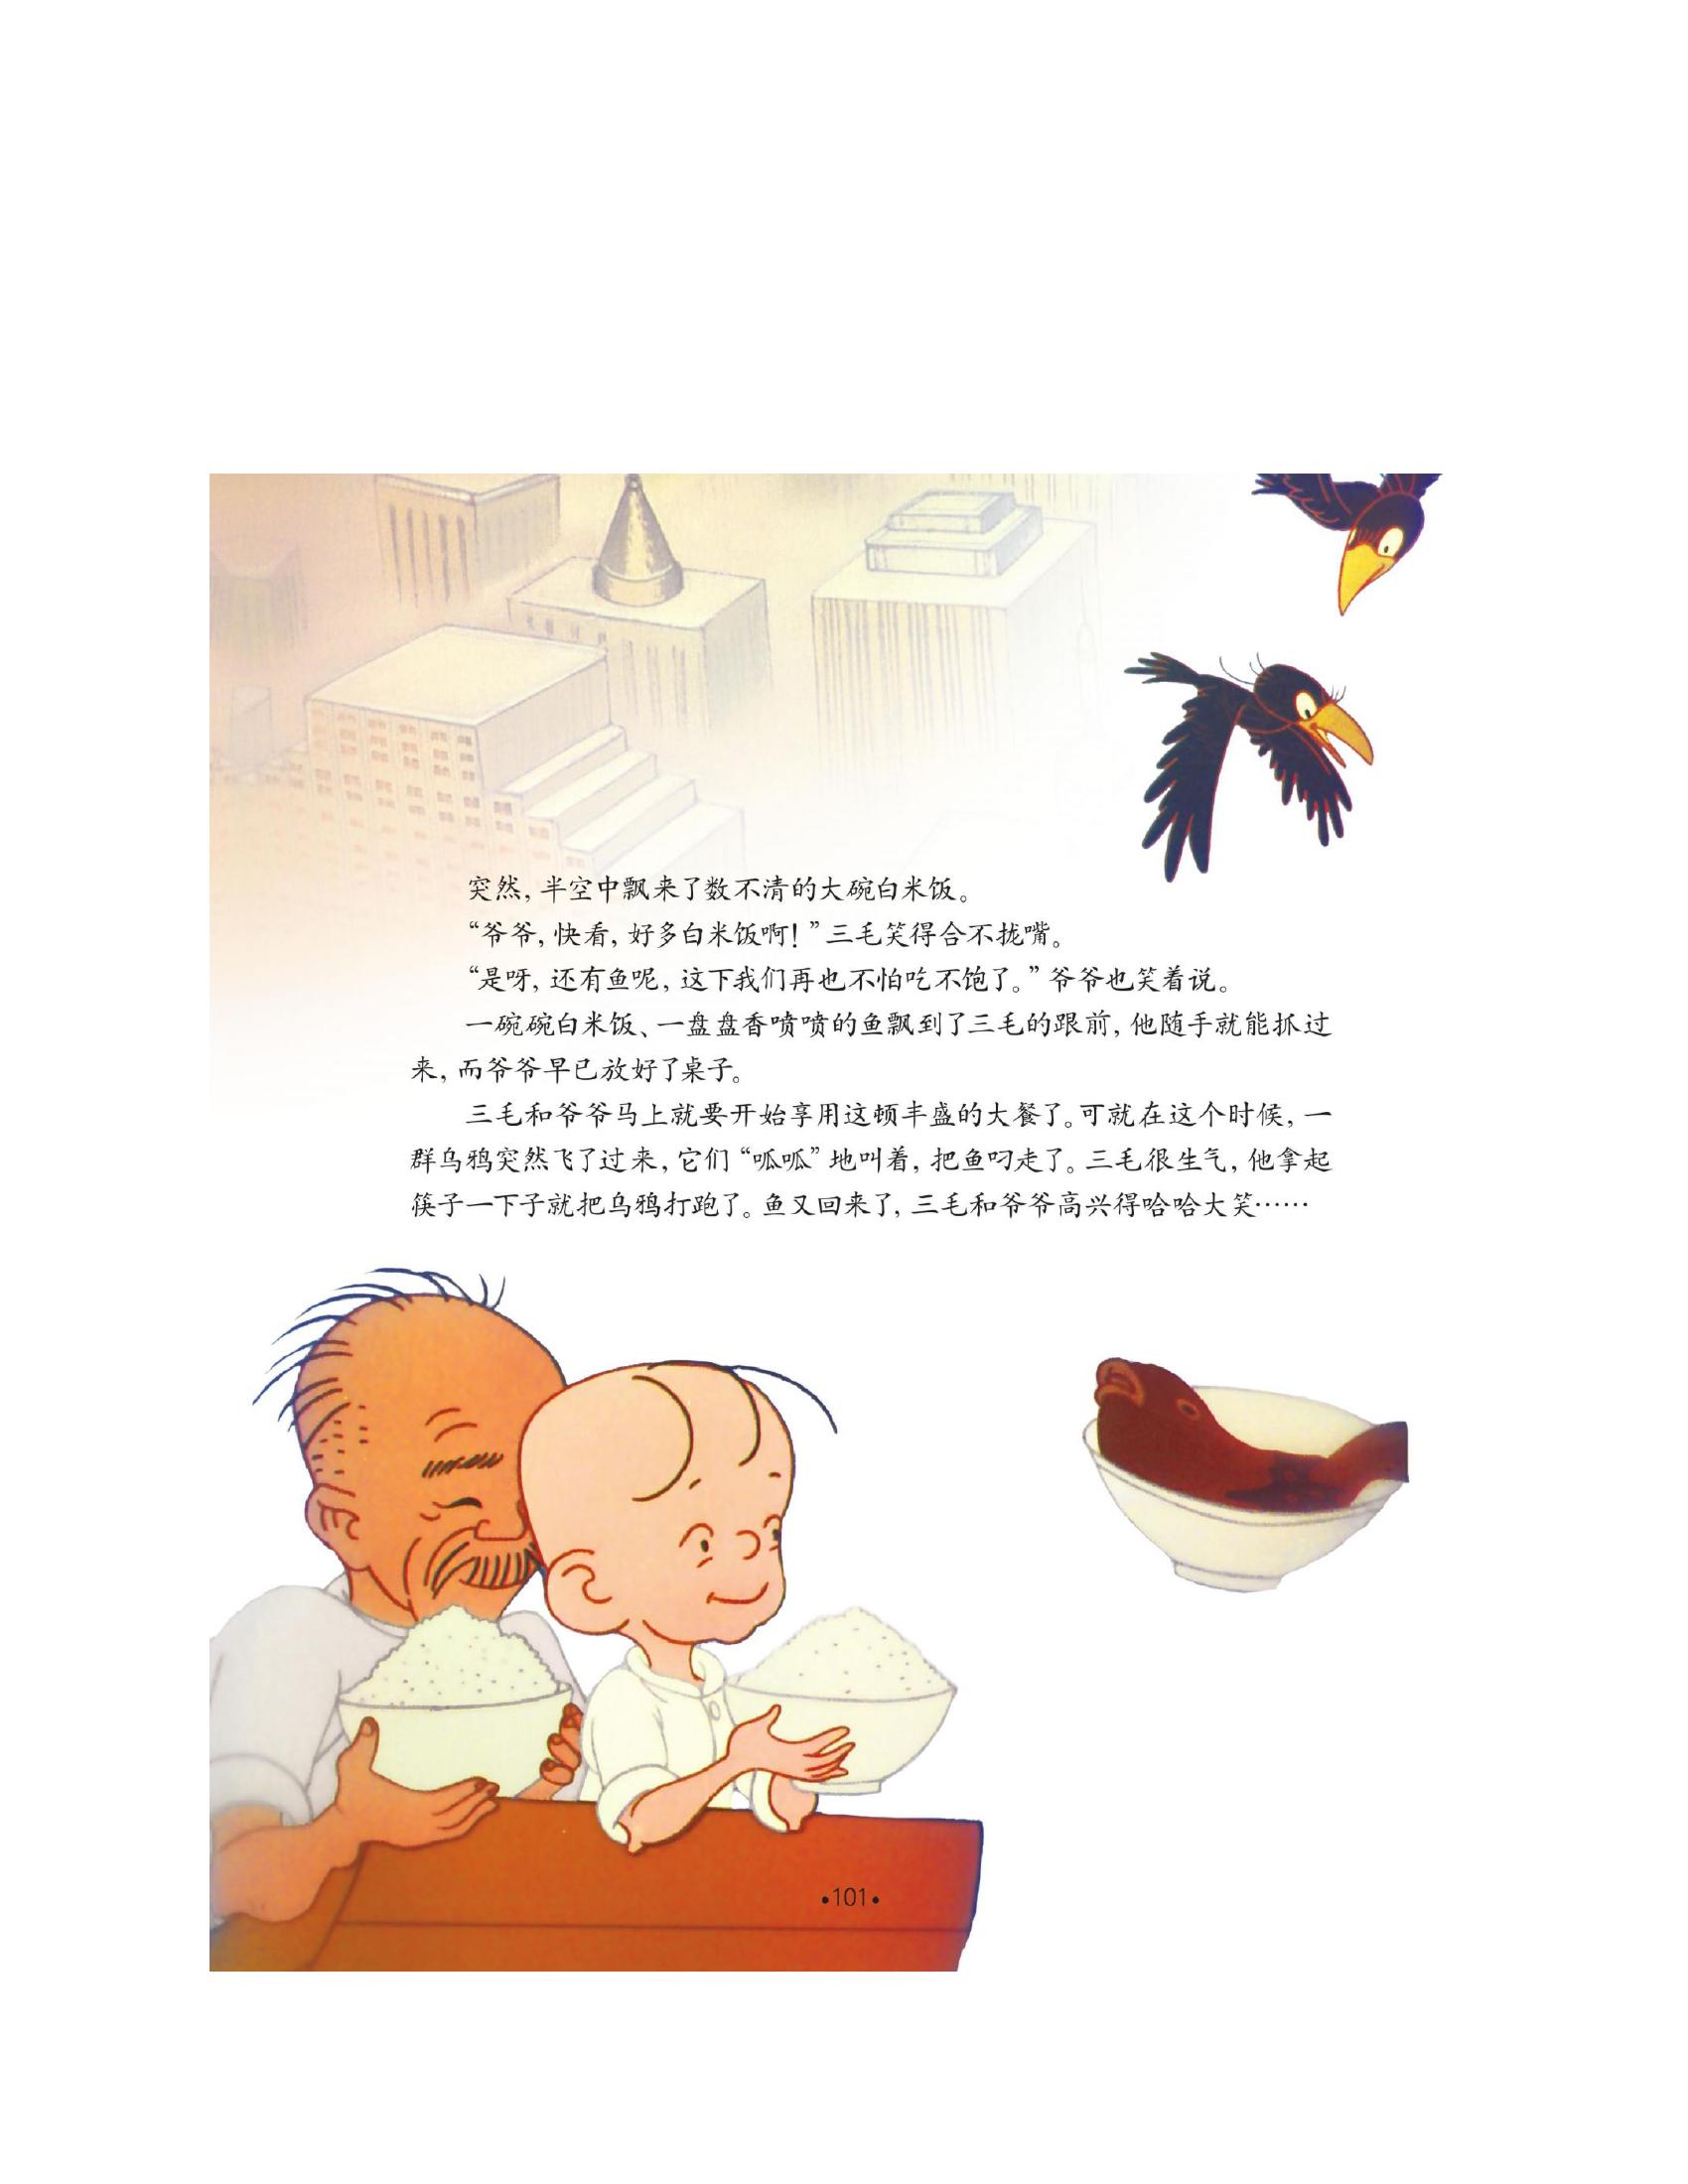 突然，半空中飘来了数不清的大碗白米饭。
“爷爷，快看，好多白米饭啊！”三毛笑得合不拢嘴。
“是呀，还有鱼呢，这下我们再也不怕吃不饱了。”爷爷也笑着说。
一碗碗白米饭、一盘盘香喷喷的鱼飘到了三毛的跟前，他随手就能抓过
来，而爷爷早已放好了桌子。
三毛和爷爷马上就要开始享用这顿丰盛的大餐了。可就在这个时候，一
群乌鸦突然飞了过来，它们“呱呱”地叫着，把鱼叼走了。三毛很生气，他拿起
筷子一下子就把乌鸦打跑了。鱼又回来了，三毛和爷爷高兴得哈哈大笑……
•101•